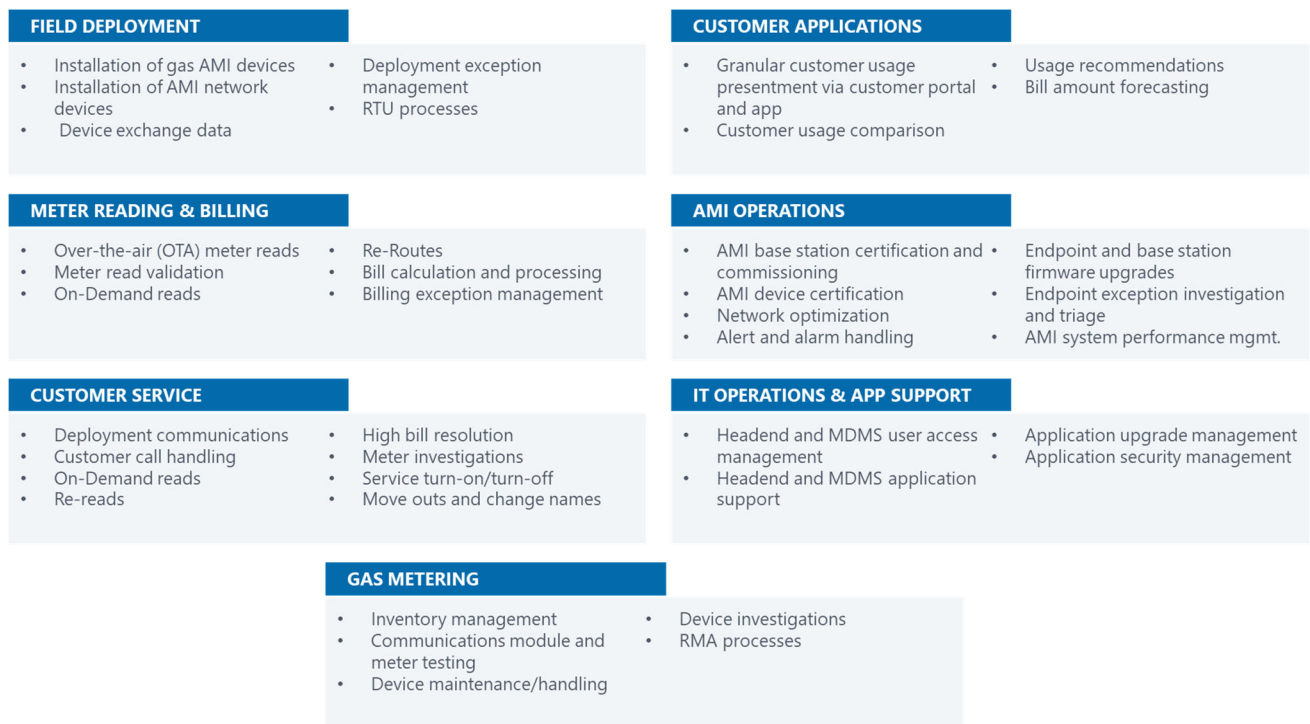 FIELD DEPLOYMENT
• Installation of gas AMI devices
• Installation of AMI network
devices
• Device exchange data
• Deployment exception
management
• RTU processes
CUSTOMER APPLICATIONS
• Granular customer usage
presentment via customer portal
and app
• Customer usage comparison
• Usage recommendations
• Bill amount forecasting
METER READING & BILLING
• Over-the-air (OTA) meter reads
• Meter read validation
• On-Demand reads
• Re-Routes
• Bill calculation and processing
• Billing exception management
AMI OPERATIONS
• AMI base station certification and
commissioning
• AMI device certification
• Network optimization
• Alert and alarm handling
• Endpoint and base station
firmware upgrades
• Endpoint exception investigation
and triage
• AMI system performance mgmt.
CUSTOMER SERVICE
• Deployment communications
• Customer call handling
• On-Demand reads
• Re-reads
• High bill resolution
• Meter investigations
• Service turn-on/turn-off
• Move outs and change names
IT OPERATIONS & APP SUPPORT
• Headend and MDMS user access
management
• Headend and MDMS application
support
• Application upgrade management
• Application security management
GAS METERING
• Inventory management
• Communications module and
meter testing
• Device maintenance/handling
• Device investigations
• RMA processes